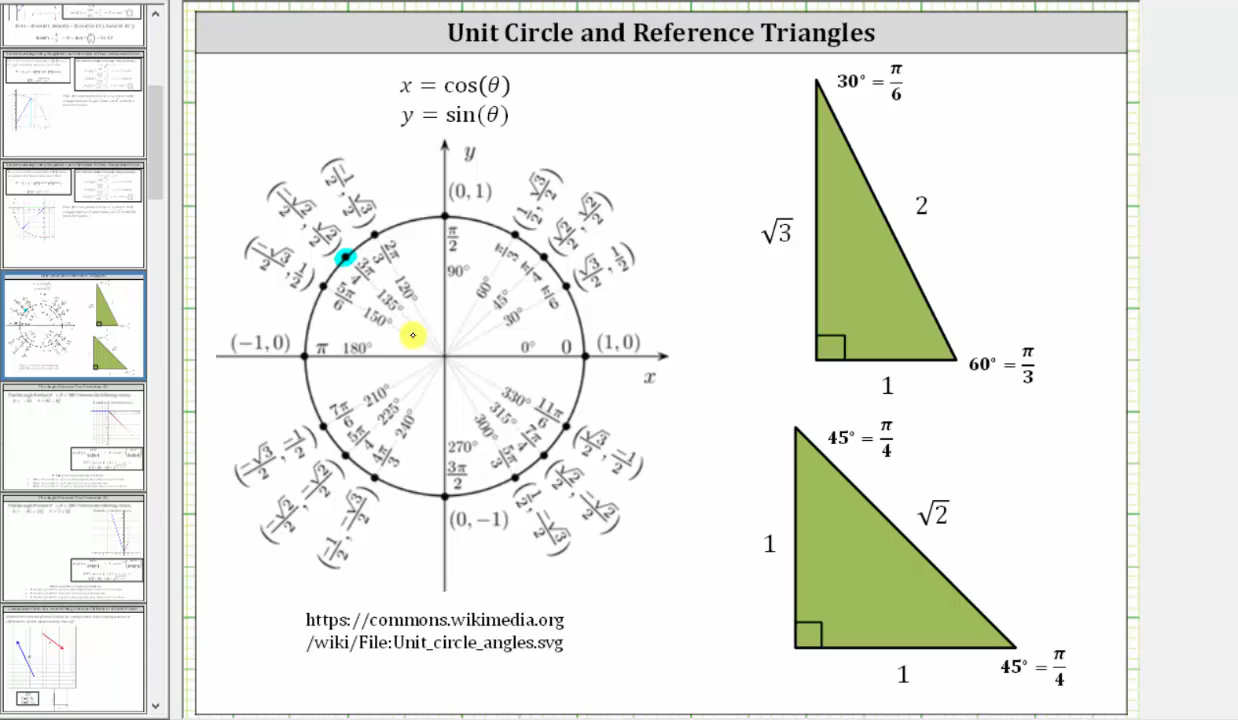 Unit Circle and Reference Triangles
x = cos(θ)
y = sin(θ)
y
x
(0, 1)
(1, 0)
(−1, 0)
(0, −1)
0° 0
30° π/6 (√3/2, 1/2)
45° π/4 (√2/2, √2/2)
60° π/3 (1/2, √3/2)
90° π/2
120° 2π/3 (−1/2, √3/2)
135° 3π/4 (−√2/2, √2/2)
150° 5π/6 (−√3/2, 1/2)
π 180°
210° 7π/6 (−√3/2, −1/2)
225° 5π/4 (−√2/2, −√2/2)
240° 4π/3 (−1/2, −√3/2)
270° 3π/2
300° 5π/3 (1/2, −√3/2)
315° 7π/4 (√2/2, −√2/2)
330° 11π/6 (√3/2, −1/2)
https://commons.wikimedia.org
/wiki/File:Unit_circle_angles.svg
30° = π/6
√3
2
1
60° = π/3
45° = π/4
1
√2
1
45° = π/4